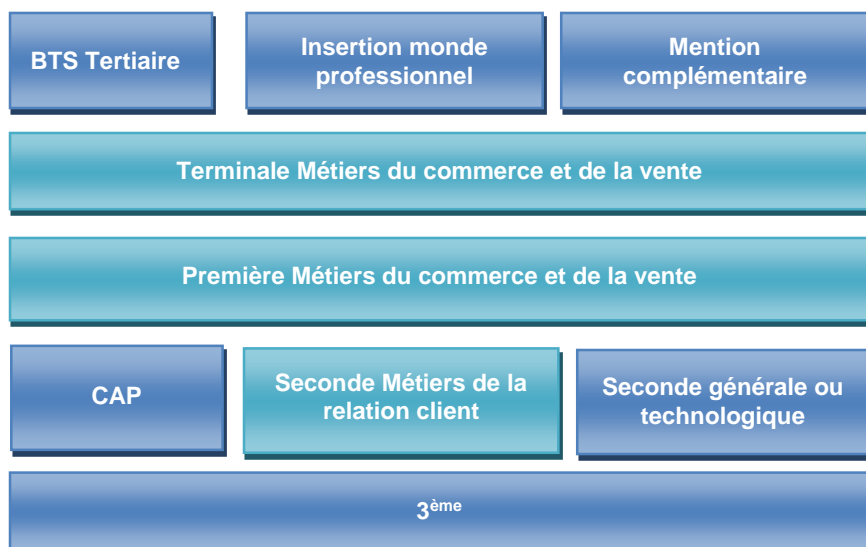 BTS Tertiaire
Insertion monde
professionnel
Mention
complémentaire
Terminale Métiers du commerce et de la vente
Première Métiers du commerce et de la vente
CAP
Seconde Métiers de la
relation client
Seconde générale ou
technologique
3ème